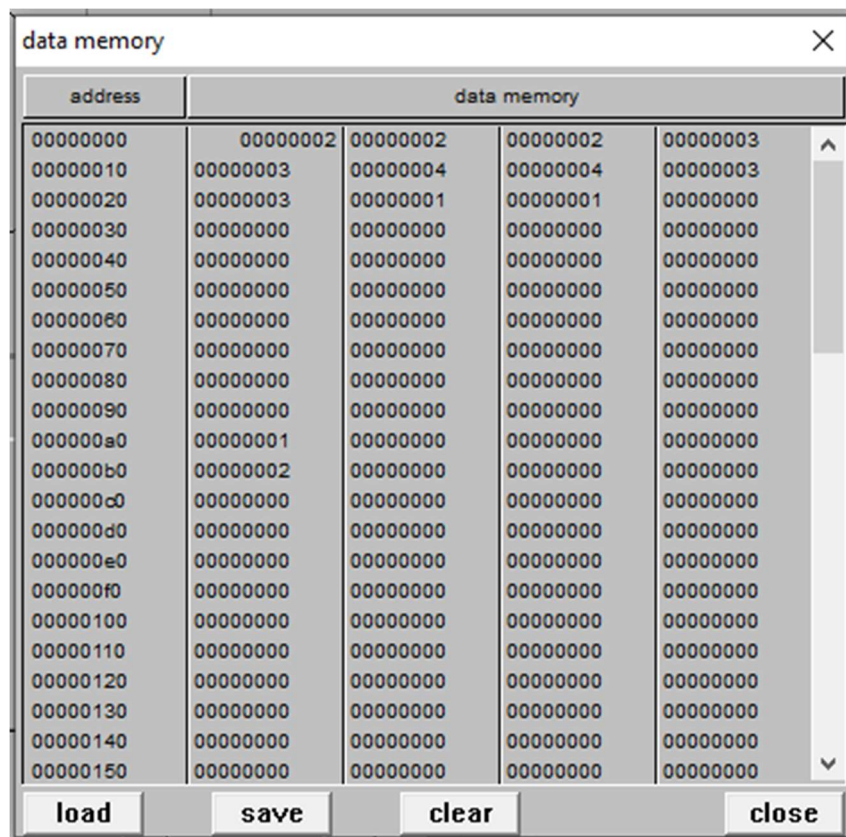 data memory
address data memory
00000000 00000002 00000002 00000002 00000003
00000010 00000003 00000004 00000004 00000003
00000020 00000003 00000001 00000001 00000000
00000030 00000000 00000000 00000000 00000000
00000040 00000000 00000000 00000000 00000000
00000050 00000000 00000000 00000000 00000000
00000060 00000000 00000000 00000000 00000000
00000070 00000000 00000000 00000000 00000000
00000080 00000000 00000000 00000000 00000000
00000090 00000000 00000000 00000000 00000000
000000a0 00000001 00000000 00000000 00000000
000000b0 00000002 00000000 00000000 00000000
000000c0 00000000 00000000 00000000 00000000
000000d0 00000000 00000000 00000000 00000000
000000e0 00000000 00000000 00000000 00000000
000000f0 00000000 00000000 00000000 00000000
00000100 00000000 00000000 00000000 00000000
00000110 00000000 00000000 00000000 00000000
00000120 00000000 00000000 00000000 00000000
00000130 00000000 00000000 00000000 00000000
00000140 00000000 00000000 00000000 00000000
00000150 00000000 00000000 00000000 00000000
load save clear close